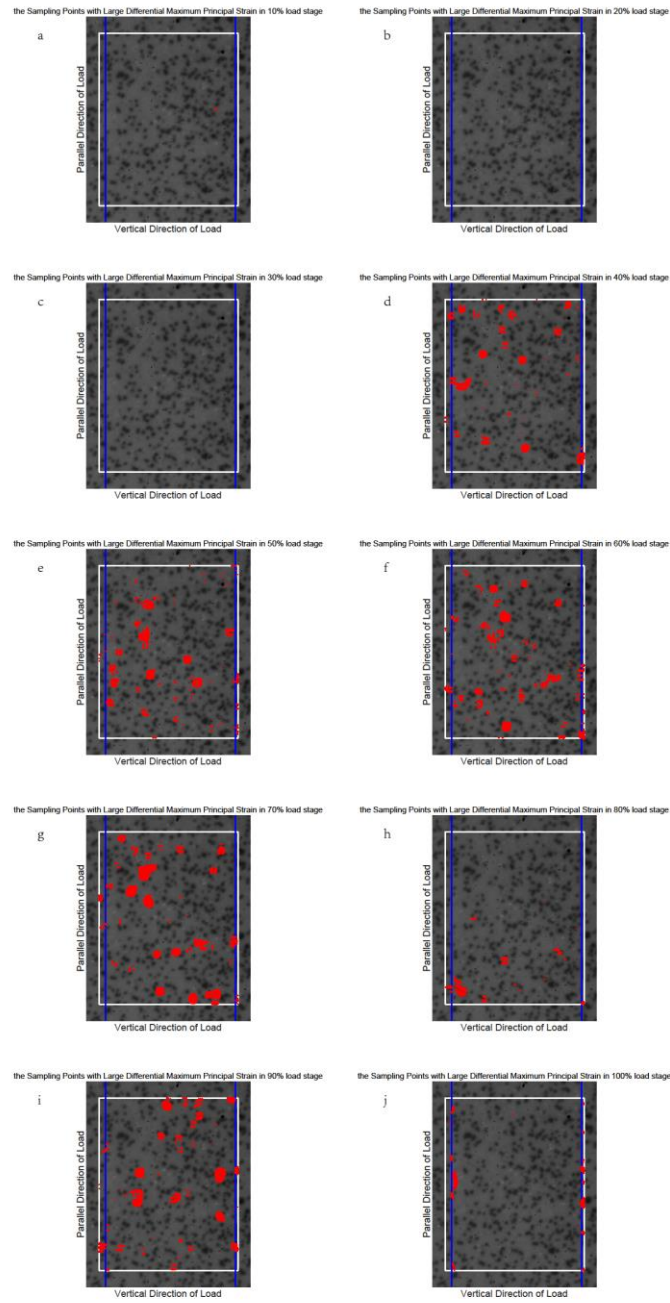 the Sampling Points with Large Differential Maximum Principal Strain in 10% load stage
a
Parallel Direction of Load
Vertical Direction of Load
the Sampling Points with Large Differential Maximum Principal Strain in 20% load stage
b
Parallel Direction of Load
Vertical Direction of Load
the Sampling Points with Large Differential Maximum Principal Strain in 30% load stage
c
Parallel Direction of Load
Vertical Direction of Load
the Sampling Points with Large Differential Maximum Principal Strain in 40% load stage
d
Parallel Direction of Load
Vertical Direction of Load
the Sampling Points with Large Differential Maximum Principal Strain in 50% load stage
e
Parallel Direction of Load
Vertical Direction of Load
the Sampling Points with Large Differential Maximum Principal Strain in 60% load stage
f
Parallel Direction of Load
Vertical Direction of Load
the Sampling Points with Large Differential Maximum Principal Strain in 70% load stage
g
Parallel Direction of Load
Vertical Direction of Load
the Sampling Points with Large Differential Maximum Principal Strain in 80% load stage
h
Parallel Direction of Load
Vertical Direction of Load
the Sampling Points with Large Differential Maximum Principal Strain in 90% load stage
i
Parallel Direction of Load
Vertical Direction of Load
the Sampling Points with Large Differential Maximum Principal Strain in 100% load stage
j
Parallel Direction of Load
Vertical Direction of Load